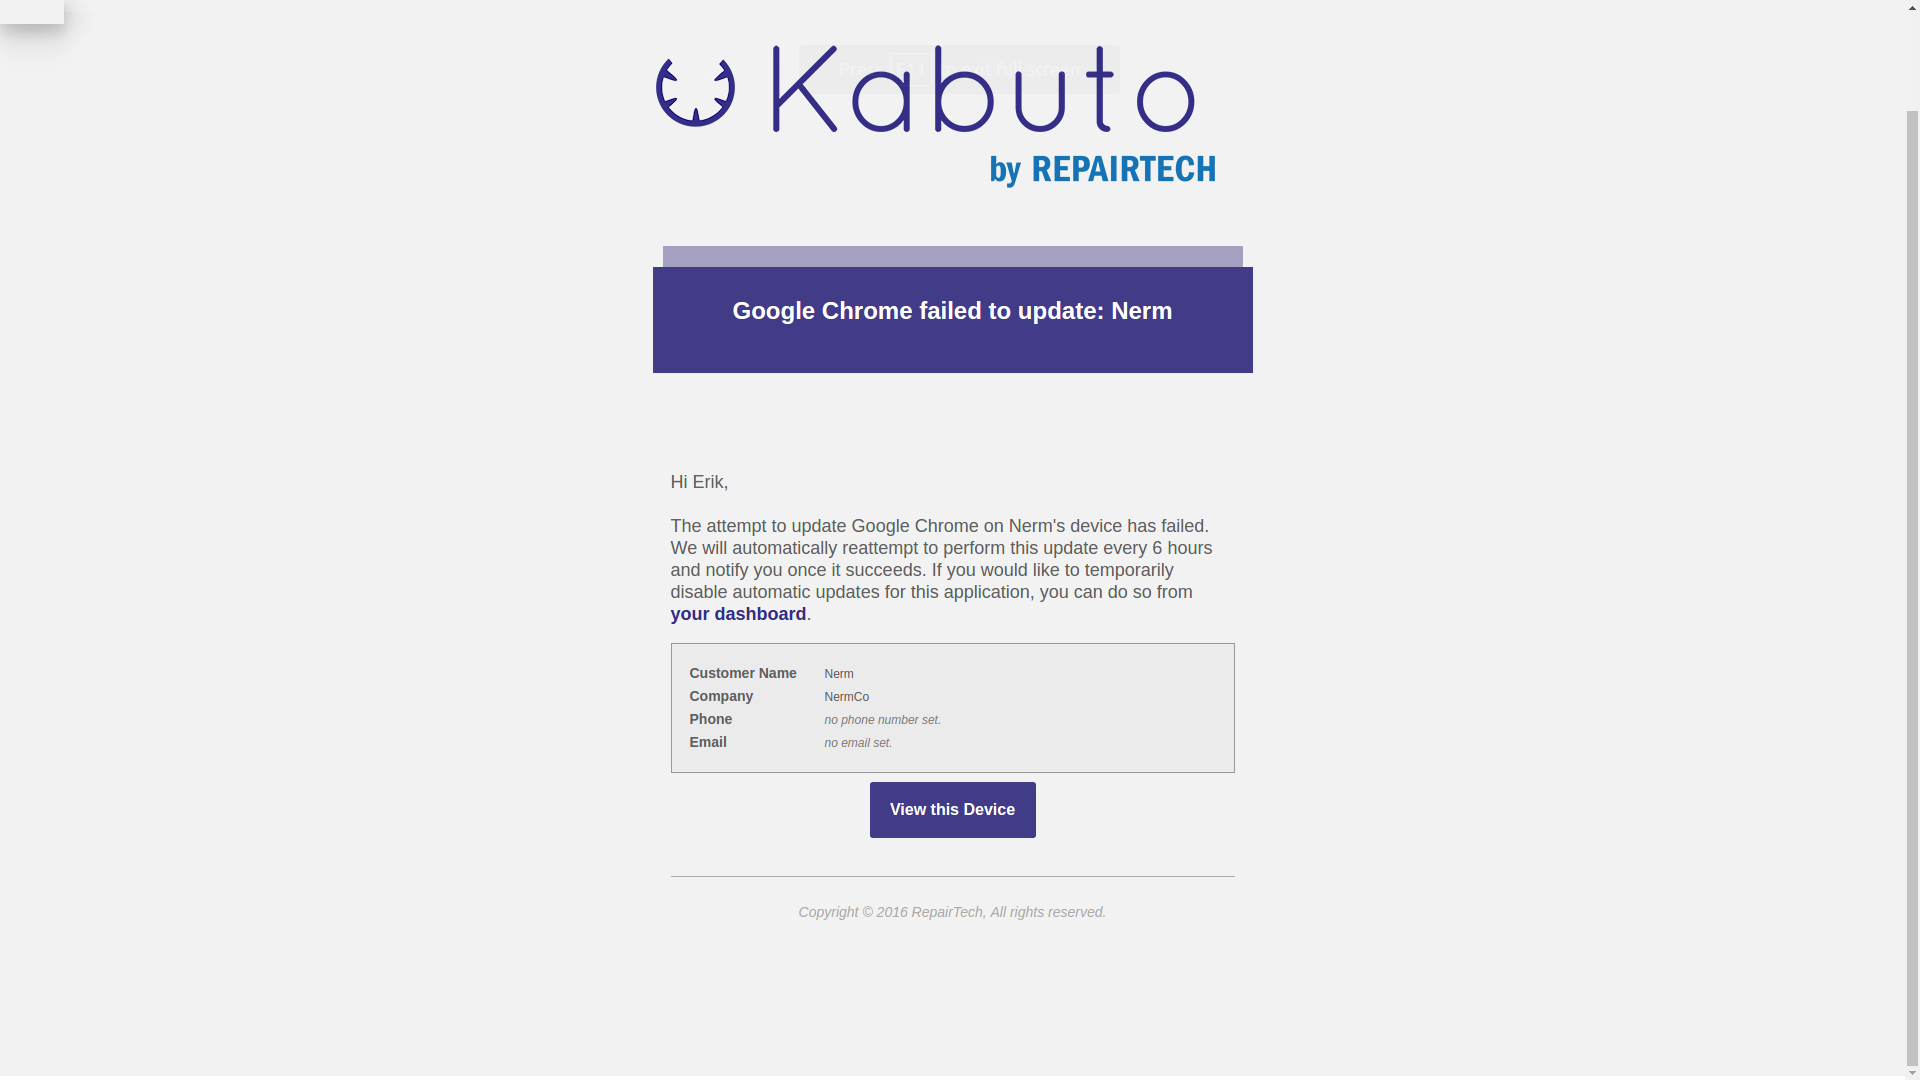 Kabuto
by REPAIRTECH
Press F11 to exit full screen
Google Chrome failed to update: Nerm
Hi Erik,
The attempt to update Google Chrome on Nerm's device has failed.
We will automatically reattempt to perform this update every 6 hours
and notify you once it succeeds. If you would like to temporarily
disable automatic updates for this application, you can do so from
your dashboard.
Customer Name Nerm
Company NermCo
Phone no phone number set.
Email no email set.
View this Device
Copyright © 2016 RepairTech, All rights reserved.